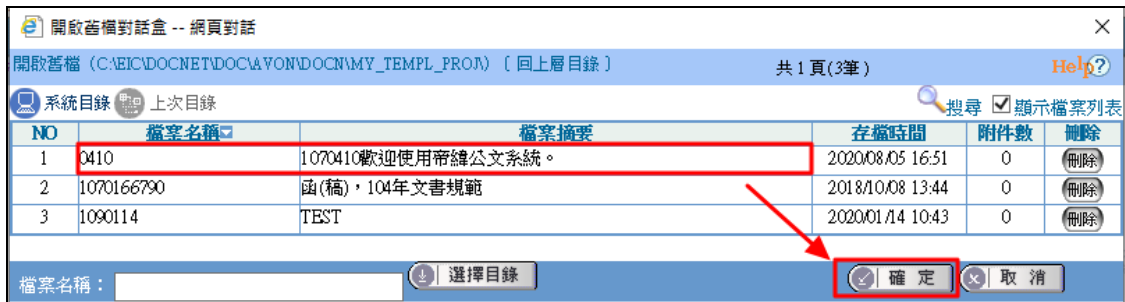 開啟舊檔對話盒 -- 網頁對話
開啟舊檔 (C:\EIC\DOCNET\DOC\AVON\DOCN\MY_TEMPL_PROJ\) 〔回上層目錄〕 共1頁(3筆) Help?
系統目錄 上次目錄 搜尋 顯示檔案列表
NO 檔案名稱 檔案摘要 存檔時間 附件數 刪除
1 0410 1070410歡迎使用帝緯公文系統。 2020/08/05 16:51 0 刪除
2 1070166790 函(稿),104年文書規範 2018/10/08 13:44 0 刪除
3 1090114 TEST 2020/01/14 10:43 0 刪除
檔案名稱: 選擇目錄 確 定 取 消